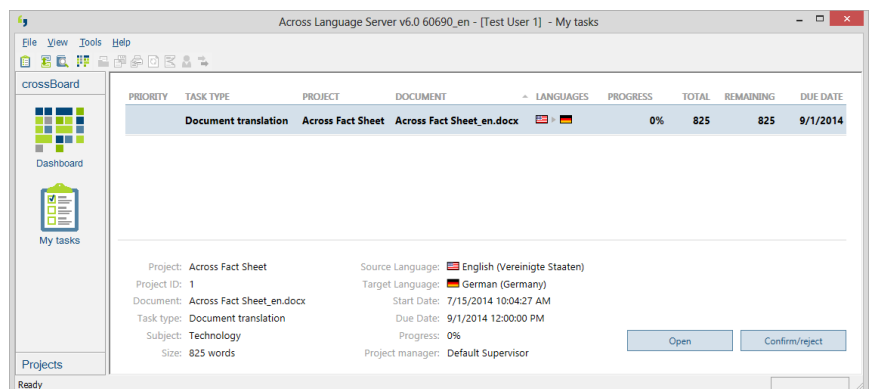 Across Language Server v6.0 60690_en - [Test User 1] - My tasks
File View Tools Help
crossBoard
Dashboard
My tasks
Projects
PRIORITY TASK TYPE PROJECT DOCUMENT LANGUAGES PROGRESS TOTAL REMAINING DUE DATE
Document translation Across Fact Sheet Across Fact Sheet_en.docx 0% 825 825 9/1/2014
Project: Across Fact Sheet Source Language: English (Vereinigte Staaten)
Project ID: 1 Target Language: German (Germany)
Document: Across Fact Sheet_en.docx Start Date: 7/15/2014 10:04:27 AM
Task type: Document translation Due Date: 9/1/2014 12:00:00 PM
Subject: Technology Progress: 0%
Size: 825 words Project manager: Default Supervisor
Open Confirm/reject
Ready